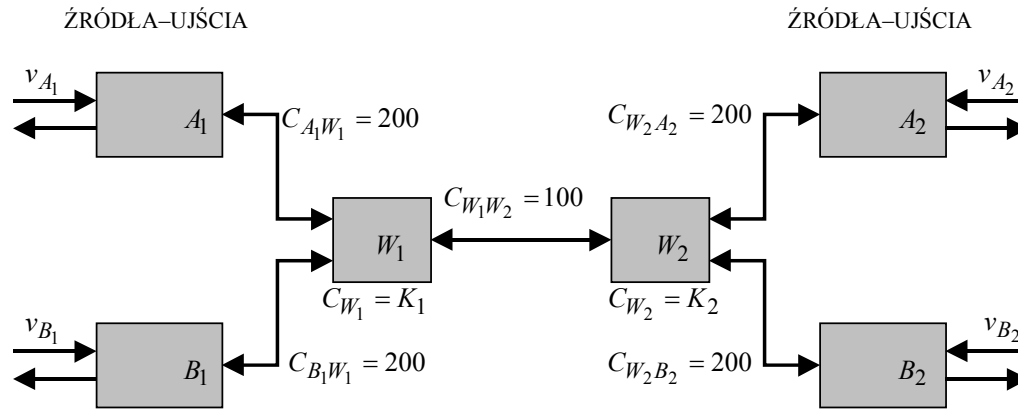 ŹRÓDŁA–UJŚCIA
ŹRÓDŁA–UJŚCIA
v_{A_1}
A_1
C_{A_1W_1} = 200
C_{W_2A_2} = 200
A_2
v_{A_2}
C_{W_1W_2} = 100
W_1
W_2
C_{W_1} = K_1
C_{W_2} = K_2
v_{B_1}
B_1
C_{B_1W_1} = 200
C_{W_2B_2} = 200
B_2
v_{B_2}